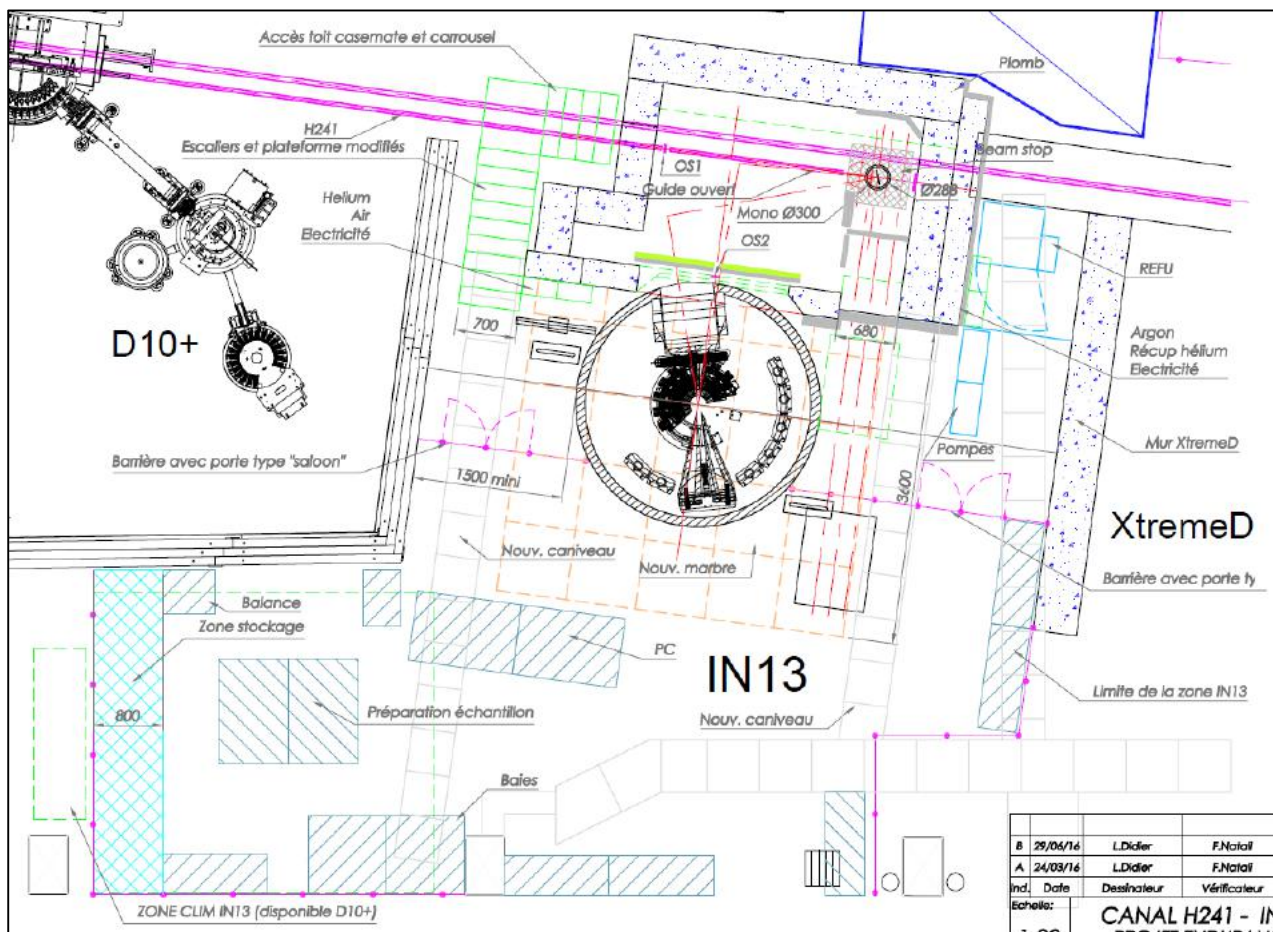 Accès toit casemate et carrousel
Plomb
H241
Escaliers et plateforme modifiés
OS1
Beam stop
Guide ouvert
Ø288
Helium
Air
Electricité
Mono Ø300
OS2
REFU
D10+
700
680
Argon
Récup hélium
Electricité
Barrière avec porte type "saloon"
1500 mini
Pompes
3600
Mur XtremeD
XtremeD
Nouv. caniveau
Nouv. marbre
Barrière avec porte ty
Balance
Zone stockage
PC
IN13
Limite de la zone IN13
800
Préparation échantillon
Nouv. caniveau
Baies
ZONE CLIM IN13 (disponible D10+)
B 29/06/16 L.Didier F.Natali
A 24/03/16 L.Didier F.Natali
Ind. Date Dessinateur Vérificateur
Echelle:
CANAL H241 - IN